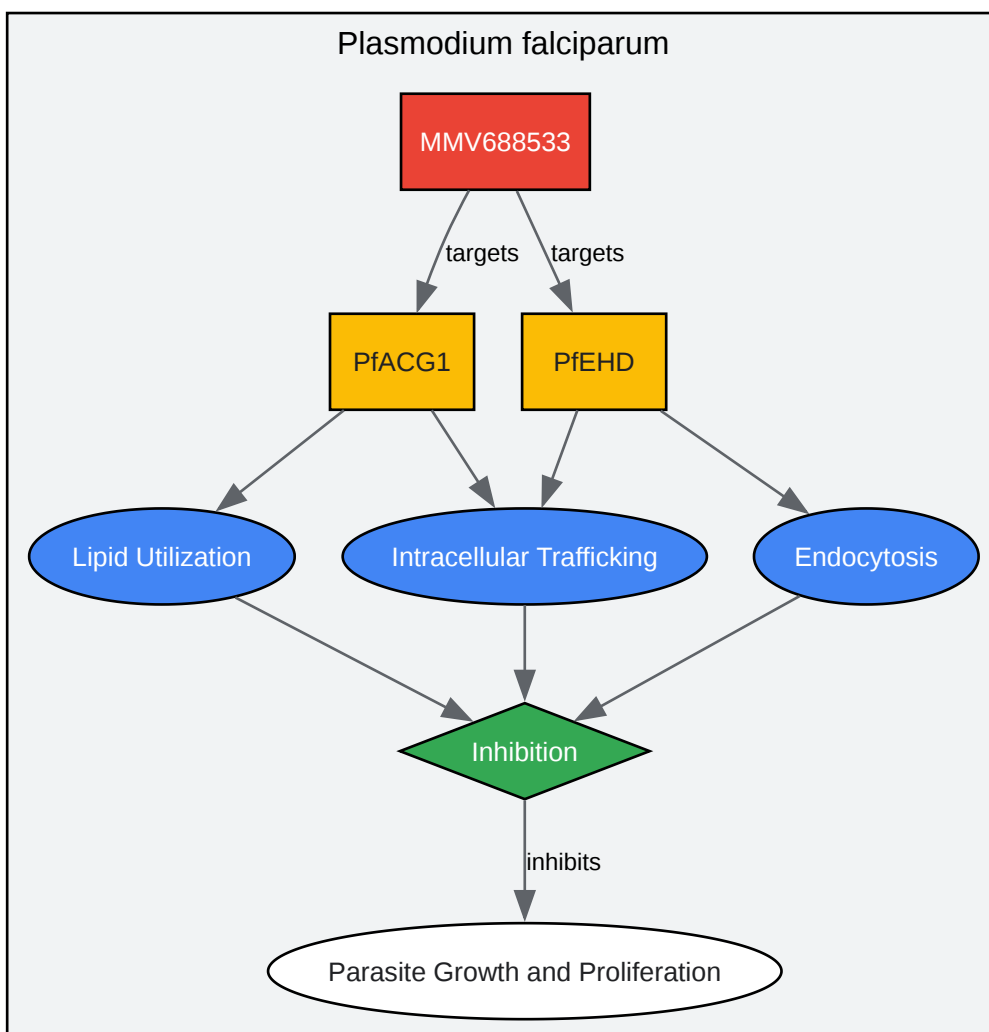 Plasmodium falciparum
MMV688533
targets
targets
PfACG1
PfEHD
Lipid Utilization
Intracellular Trafficking
Endocytosis
Inhibition
inhibits
Parasite Growth and Proliferation